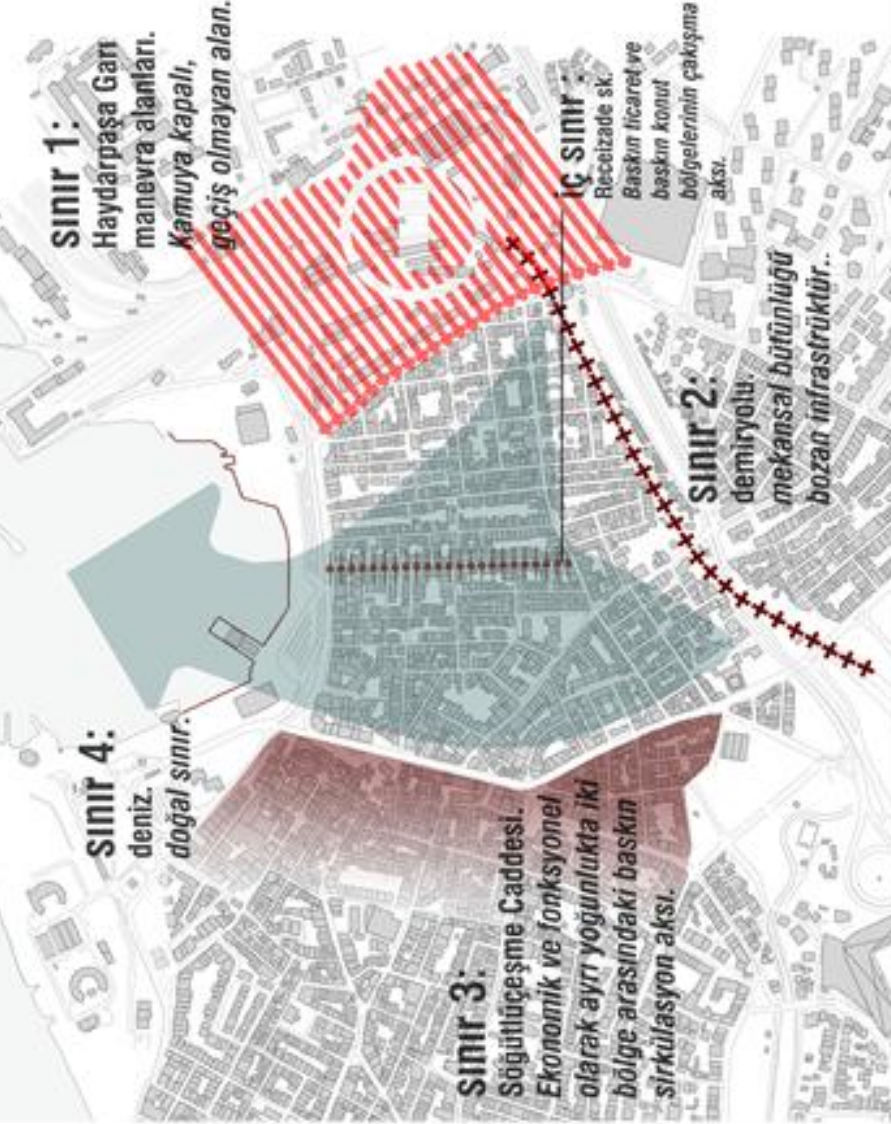 sınır 1:
Haydarpaşa Garı
manevra alanları.
Kamuya kapalı,
geçiş olmayan alan.
iç sınır :
Receizade sk.
Baskın ticaret ve
baskın konut
bölgelerinin çakışma
aksı.
sınır 2:
demiryolu.
mekansal bütünlüğü
bozan infrastrüktür..
sınır 4:
deniz.
doğal sınır.
sınır 3:
Söğütlüçeşme Caddesi.
Ekonomik ve fonksiyonel
olarak ayrı yoğunlukta iki
bölge arasındaki baskın
sirkülasyon aksı.